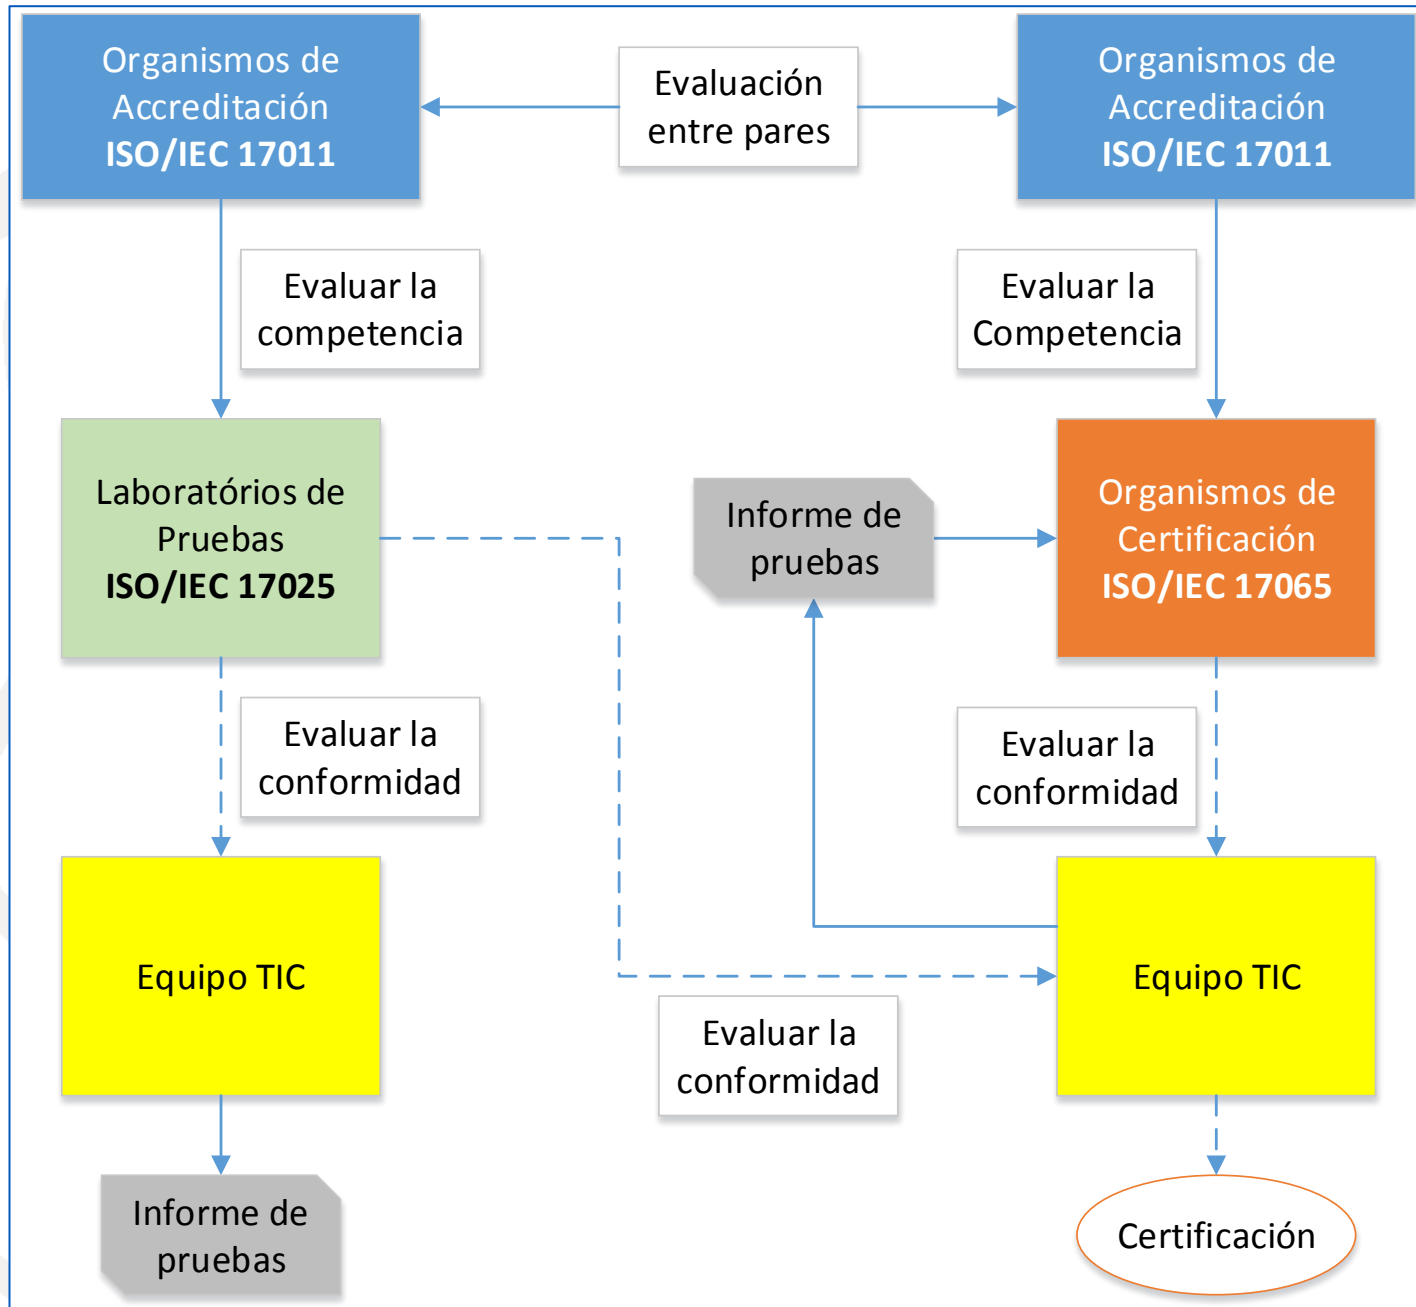 Organismos de
Accreditación
ISO/IEC 17011
Evaluación
entre pares
Organismos de
Accreditación
ISO/IEC 17011
Evaluar la
competencia
Evaluar la
Competencia
Laboratórios de
Pruebas
ISO/IEC 17025
Informe de
pruebas
Organismos de
Certificación
ISO/IEC 17065
Evaluar la
conformidad
Evaluar la
conformidad
Equipo TIC
Equipo TIC
Evaluar la
conformidad
Informe de
pruebas
Certificación